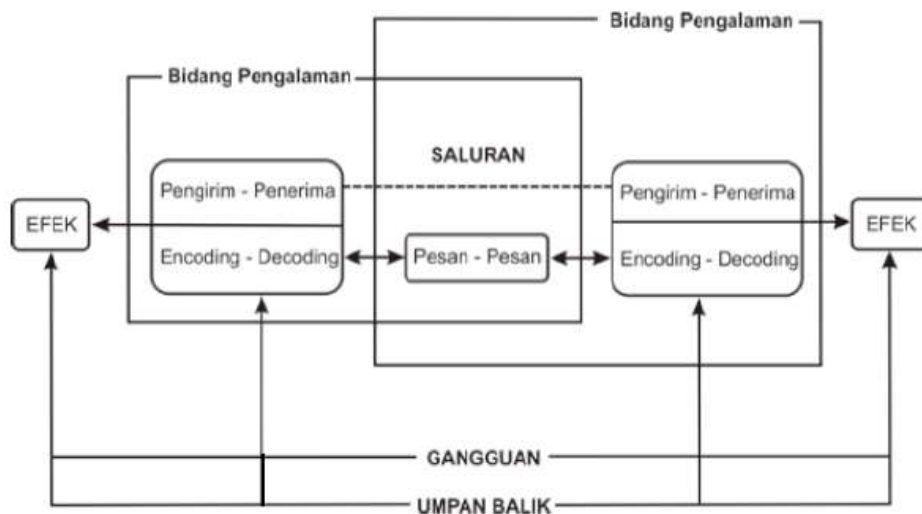 Bidang Pengalaman
Bidang Pengalaman
SALURAN
Pengirim - Penerima
Pengirim - Penerima
EFEK
EFEK
Encoding - Decoding
Pesan - Pesan
Encoding - Decoding
GANGGUAN
UMPAN BALIK